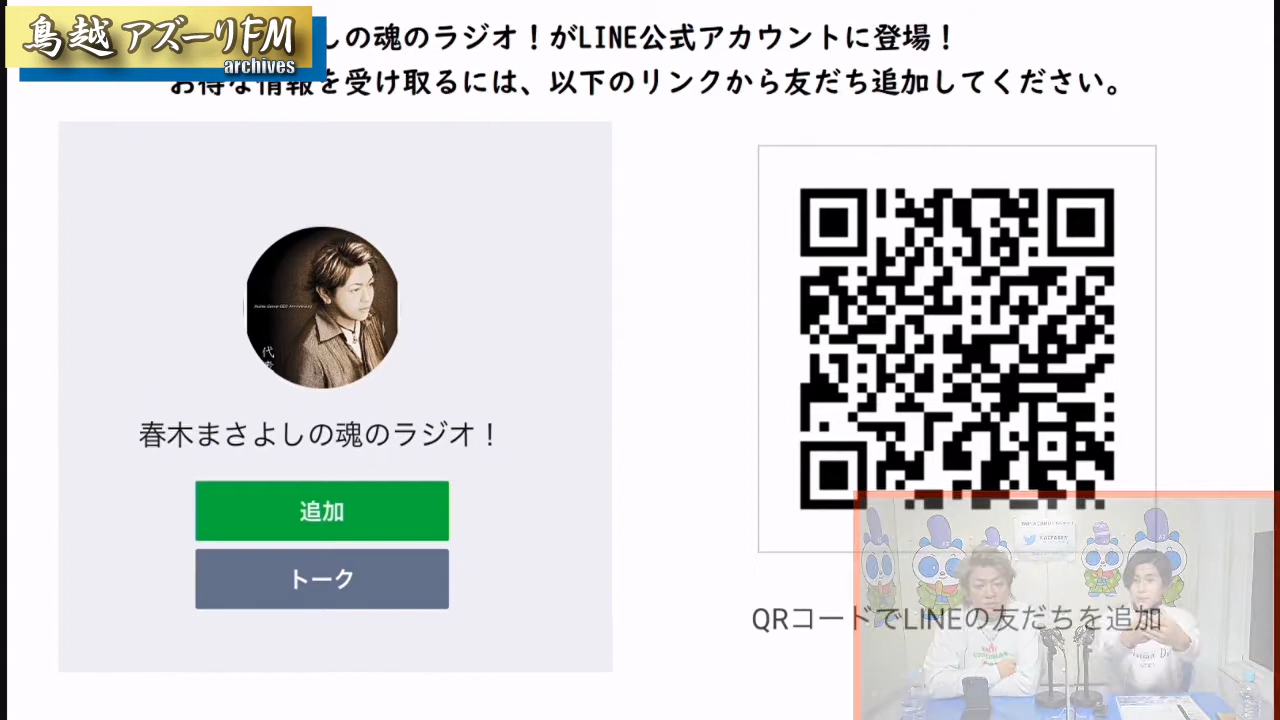 鳥越アズーリFM
archives
しの魂のラジオ！がLINE公式アカウントに登場！
お得な情報を受け取るには、以下のリンクから友だち追加してください。
代
春木まさよしの魂のラジオ！
追加
トーク
QRコードでLINEの友だちを追加